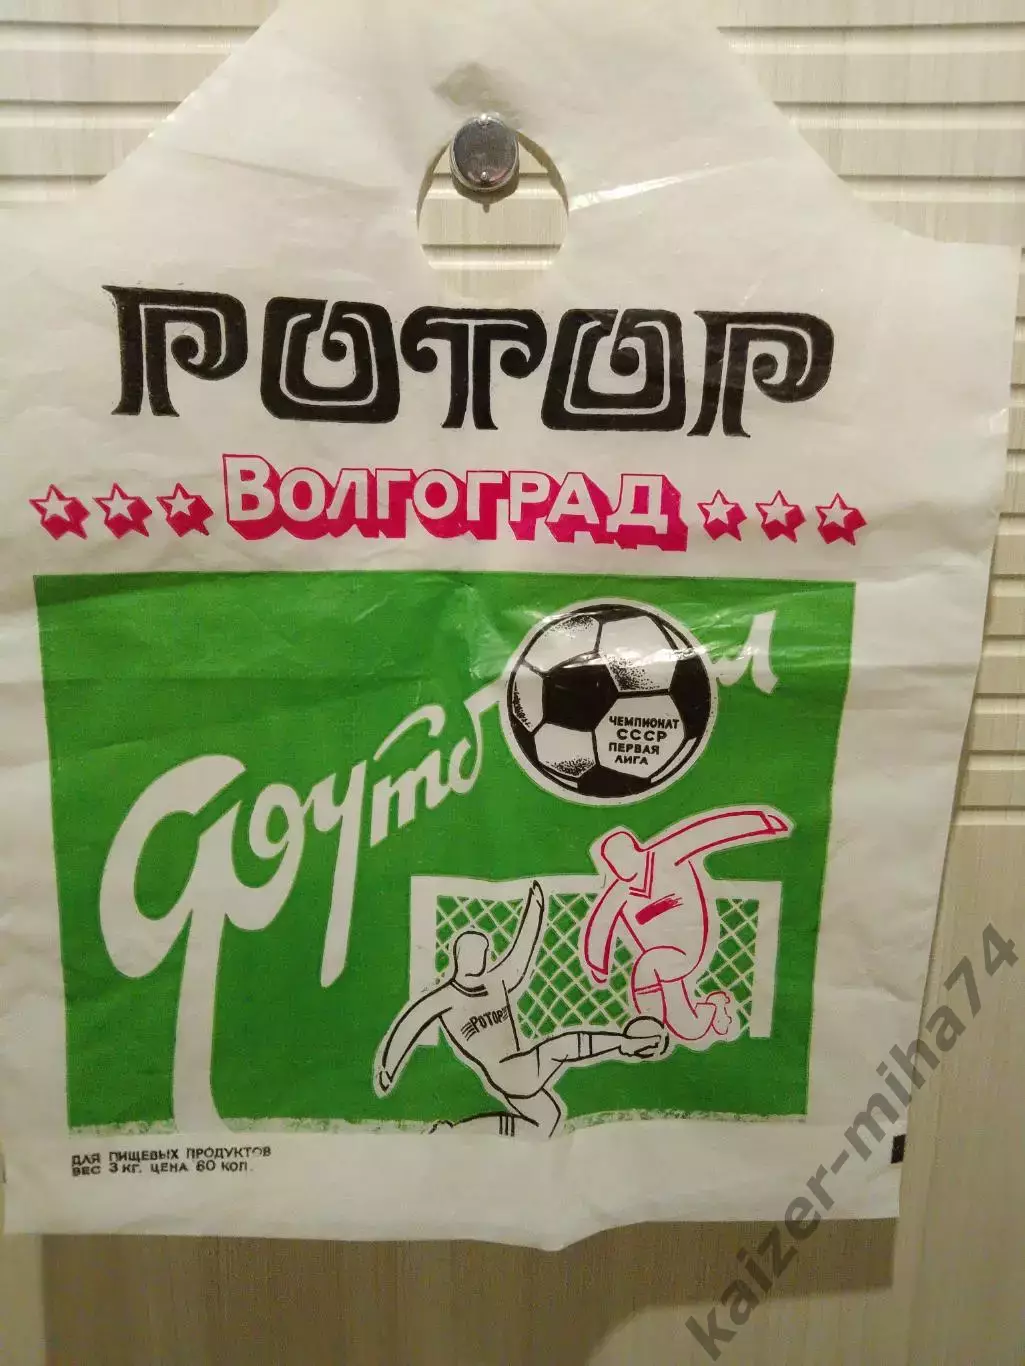 РОТОР
ВОЛГОГРАД
Футбол
ЧЕМПИОНАТ
СССР
ПЕРВАЯ
ЛИГА
РОТОР
ДЛЯ ПИЩЕВЫХ ПРОДУКТОВ
ВЕС 3 КГ. ЦЕНА 60 КОП.
kaizer-miha74